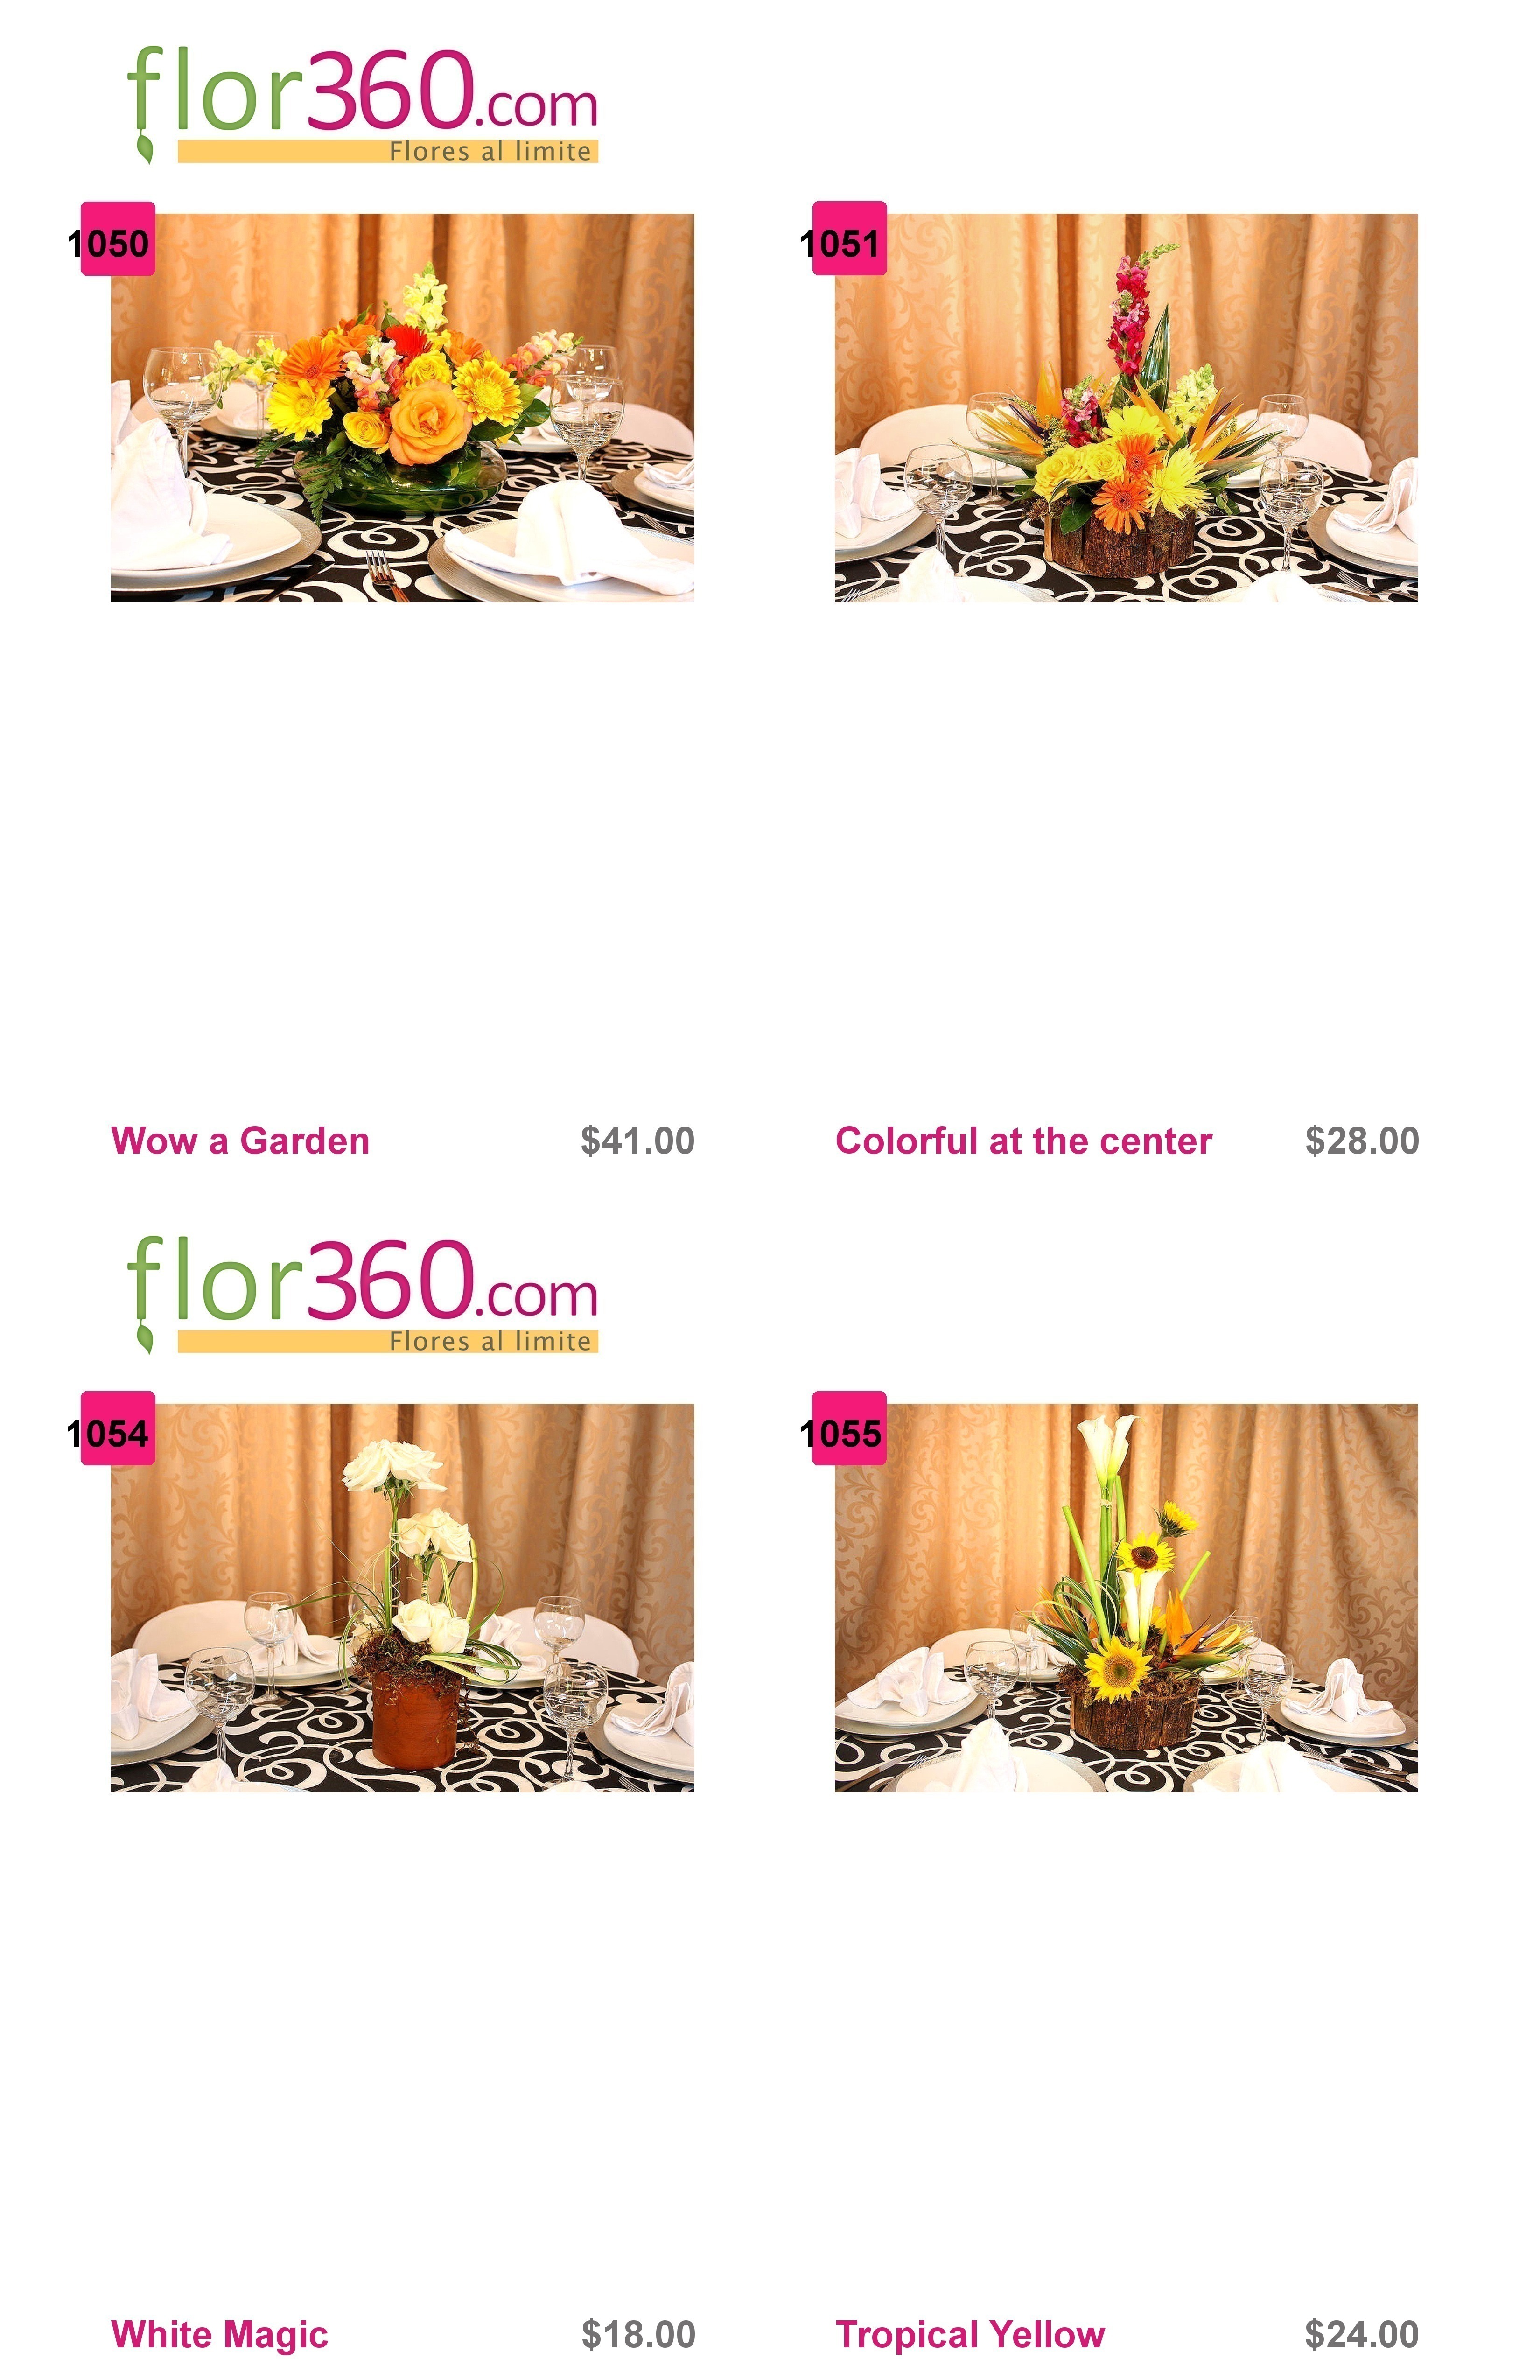 flor360.com
Flores al limite
1050
1051
Wow a Garden $41.00
Colorful at the center $28.00
flor360.com
Flores al limite
1054
1055
White Magic $18.00
Tropical Yellow $24.00